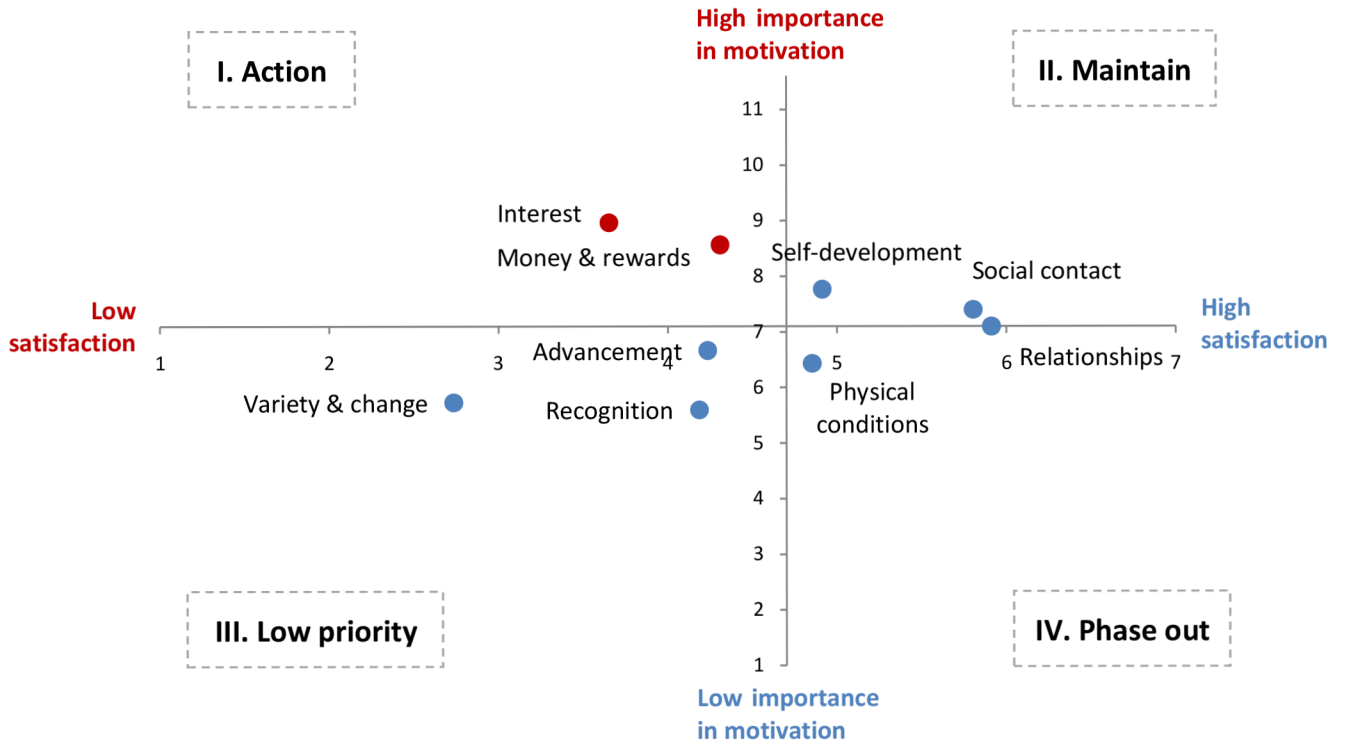 High importance
in motivation
I. Action
II. Maintain
11
10
9
8
7
6
5
4
3
2
1
Interest
Money & rewards
Self-development
Social contact
Low
satisfaction
High
satisfaction
1
2
3
4
5
6
7
Advancement
Relationships
Variety & change
Recognition
Physical
conditions
III. Low priority
IV. Phase out
Low importance
in motivation